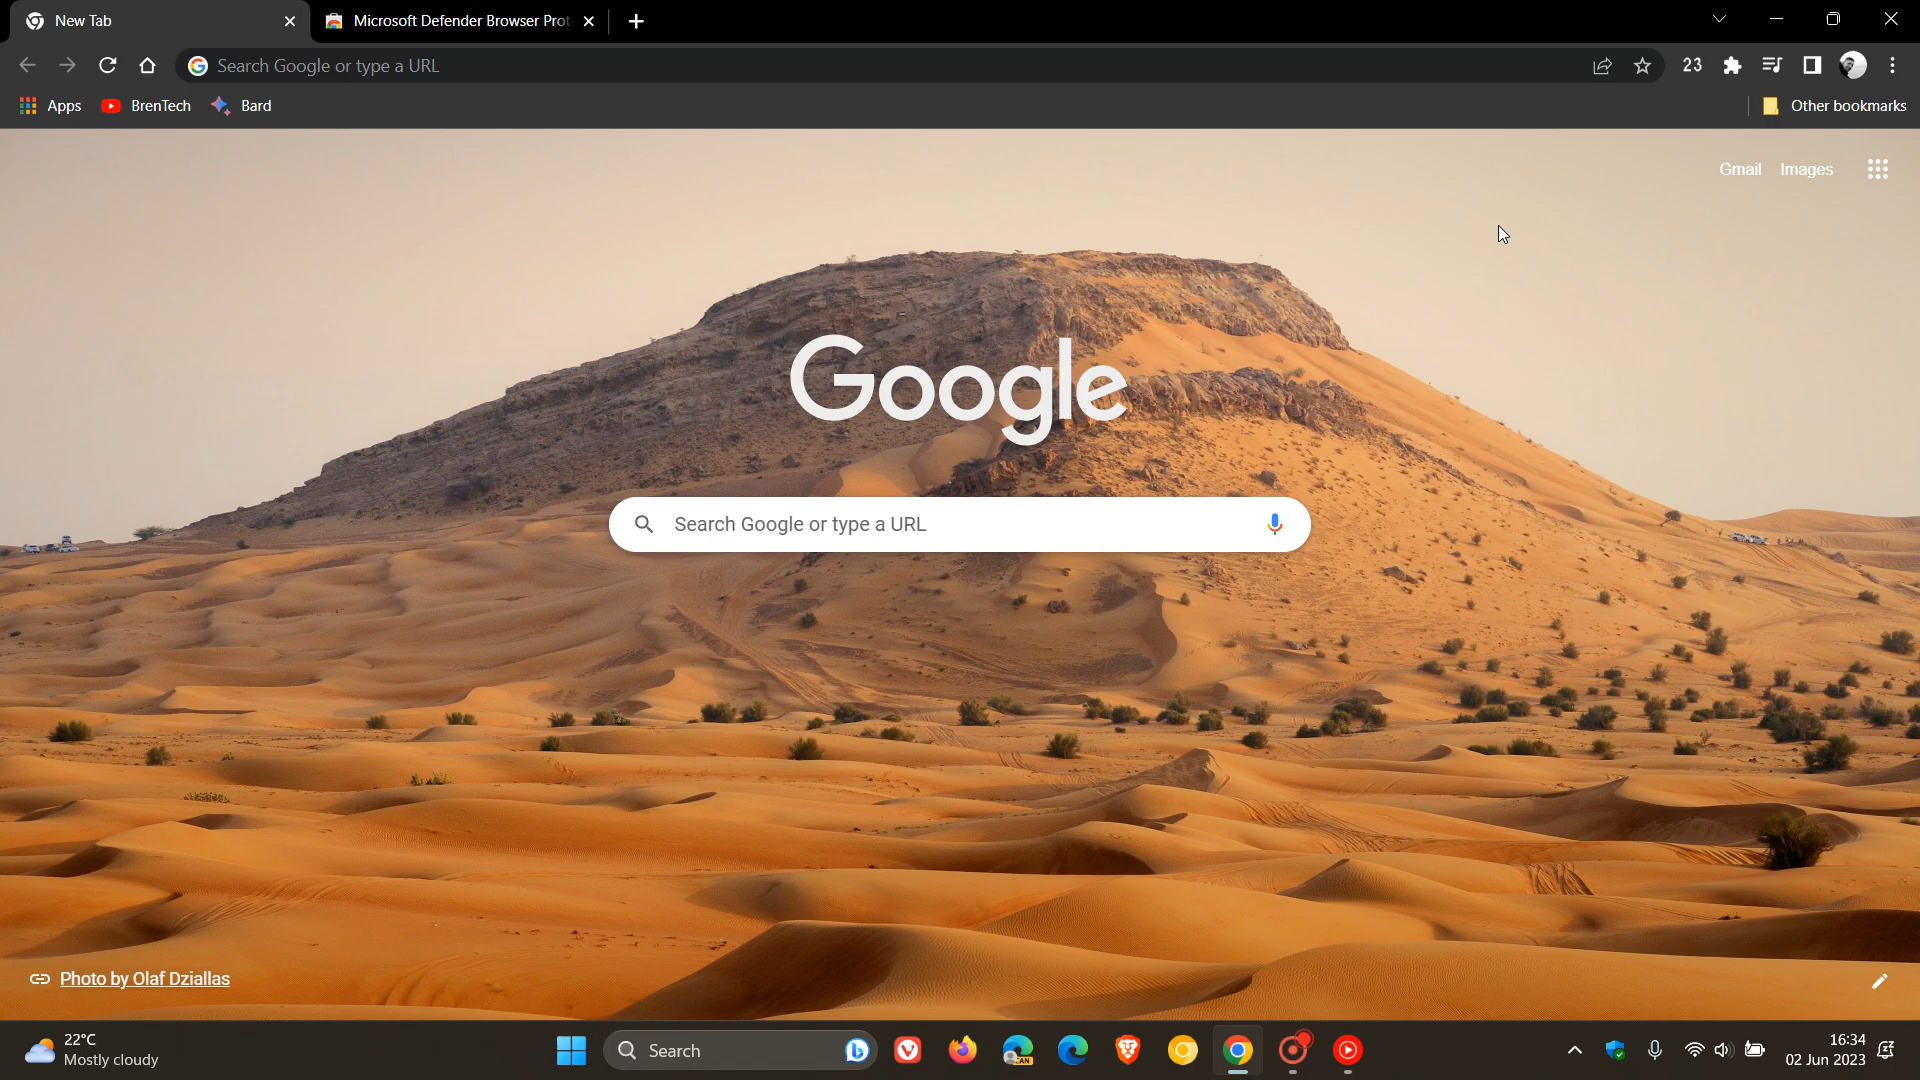 New Tab
Microsoft Defender Browser Prot
Search Google or type a URL
23
Apps
BrenTech
Bard
Other bookmarks
Gmail
Images
Google
Search Google or type a URL
Photo by Olaf Dziallas
22°C
Mostly cloudy
Search
CAN
16:34
02 Jun 2023